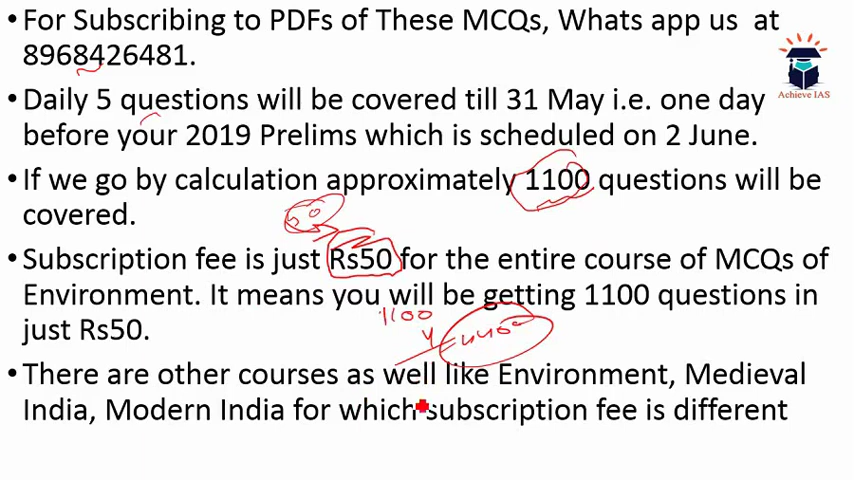 •For Subscribing to PDFs of These MCQs, Whats app us at
8968426481.
Achieve IAS
•Daily 5 questions will be covered till 31 May i.e. one day
before your 2019 Prelims which is scheduled on 2 June.
•If we go by calculation approximately 1100 questions will be
covered.
•Subscription fee is just Rs50 for the entire course of MCQs of
Environment. It means you will be getting 1100 questions in
just Rs50.
1100
•There are other courses as well like Environment, Medieval
India, Modern India for which subscription fee is different